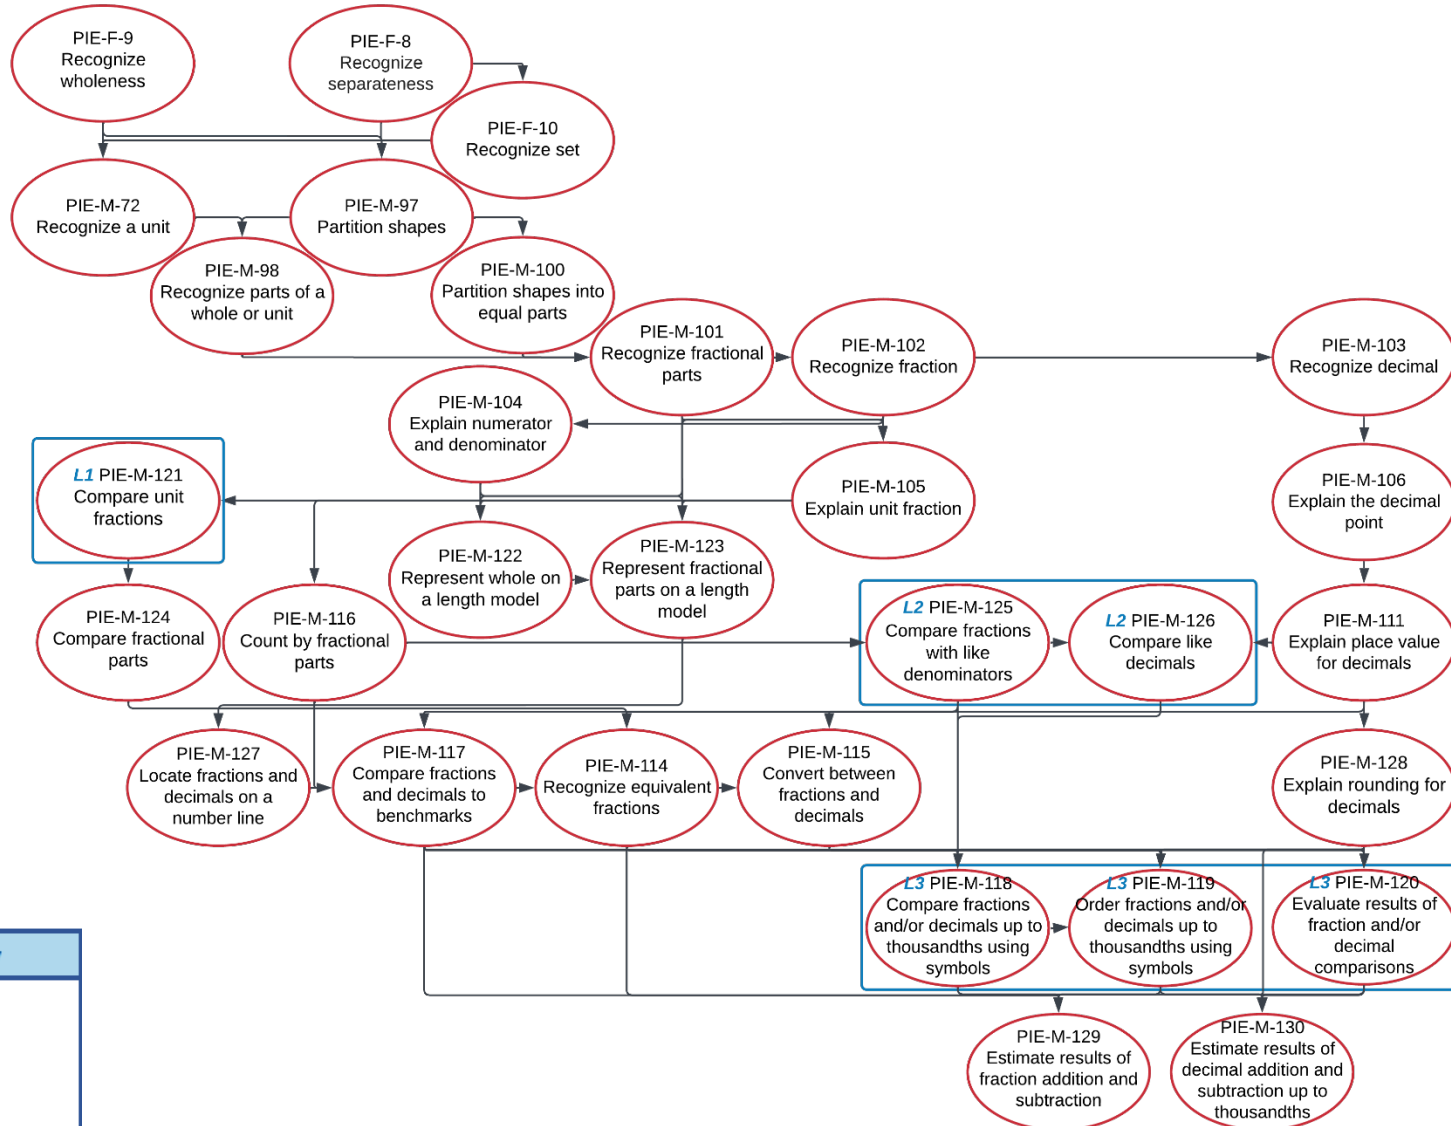 PIE-F-9
Recognize
wholeness
PIE-F-8
Recognize
separateness
PIE-F-10
Recognize set
PIE-M-72
Recognize a unit
PIE-M-97
Partition shapes
PIE-M-98
Recognize parts of a
whole or unit
PIE-M-100
Partition shapes into
equal parts
PIE-M-101
Recognize fractional
parts
PIE-M-102
Recognize fraction
PIE-M-103
Recognize decimal
PIE-M-104
Explain numerator
and denominator
L1 PIE-M-121
Compare unit
fractions
PIE-M-105
Explain unit fraction
PIE-M-106
Explain the decimal
point
PIE-M-122
Represent whole on
a length model
PIE-M-123
Represent fractional
parts on a length
model
PIE-M-124
Compare fractional
parts
PIE-M-116
Count by fractional
parts
L2 PIE-M-125
Compare fractions
with like
denominators
L2 PIE-M-126
Compare like
decimals
PIE-M-111
Explain place value
for decimals
PIE-M-127
Locate fractions and
decimals on a
number line
PIE-M-117
Compare fractions
and decimals to
benchmarks
PIE-M-114
Recognize equivalent
fractions
PIE-M-115
Convert between
fractions and
decimals
PIE-M-128
Explain rounding for
decimals
L3 PIE-M-118
Compare fractions
and/or decimals up to
thousandths using
symbols
L3 PIE-M-119
Order fractions and/or
decimals up to
thousandths using
symbols
L3 PIE-M-120
Evaluate results of
fraction and/or
decimal
comparisons
PIE-M-129
Estimate results of
fraction addition and
subtraction
PIE-M-130
Estimate results of
decimal addition and
subtraction up to
thousandths